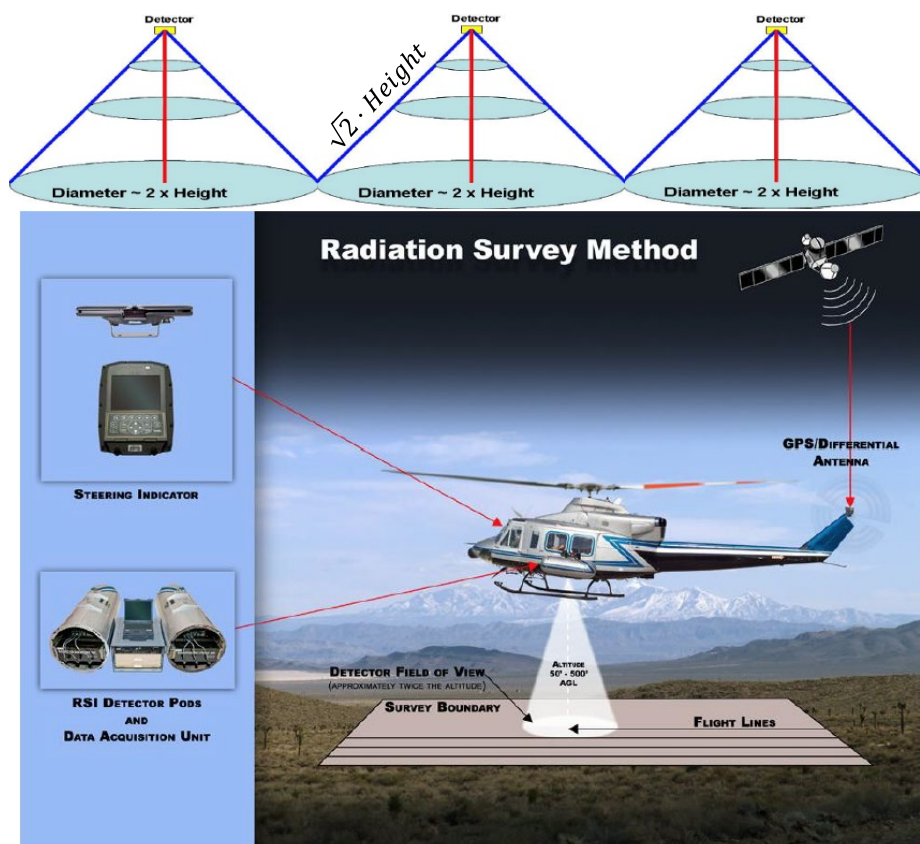 Detector
Detector
Detector
√2 · Height
Diameter ~ 2 x Height
Diameter ~ 2 x Height
Diameter ~ 2 x Height
Radiation Survey Method
GPS/Differential
Antenna
Steering Indicator
Altitude
50' - 500'
AGL
Detector Field of View
(approximately twice the altitude)
Survey Boundary
Flight Lines
RSI Detector Pods
and
Data Acquisition Unit